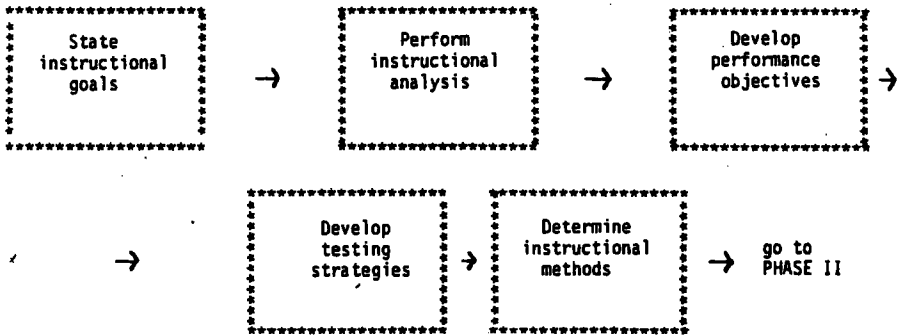 State
instructional
goals
→
Perform
instructional
analysis
→
Develop
performance
objectives
→
→
Develop
testing
strategies
→
Determine
instructional
methods
→
go to
PHASE II